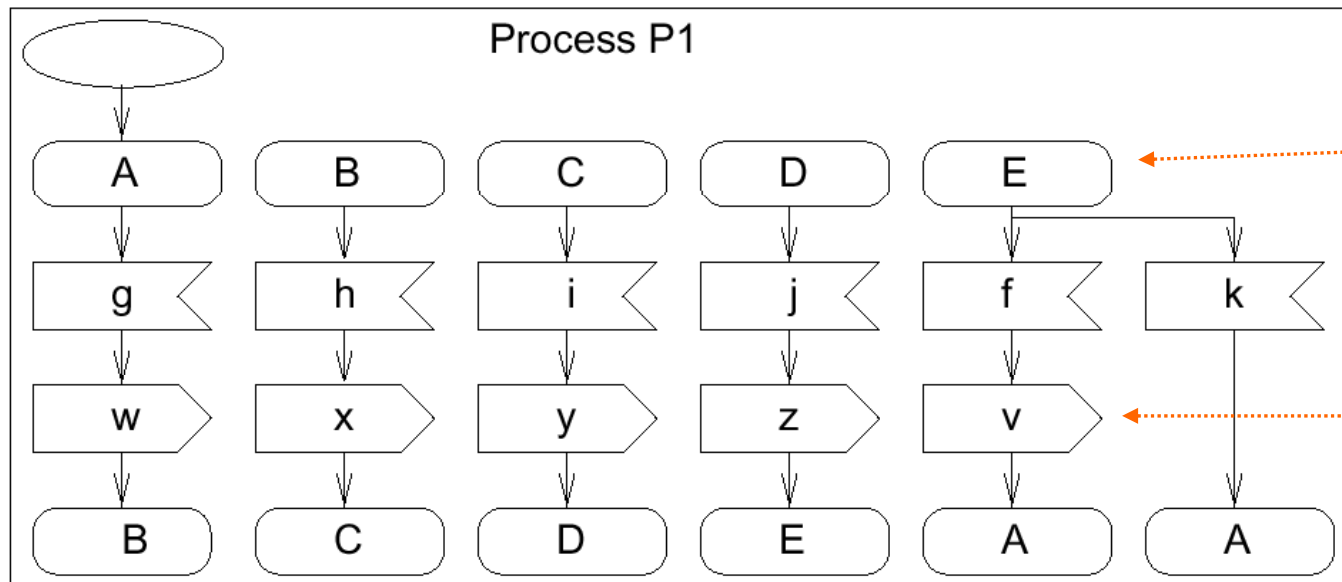 Process P1
A B C D E
g h i j f k
w x y z v
B C D E A A